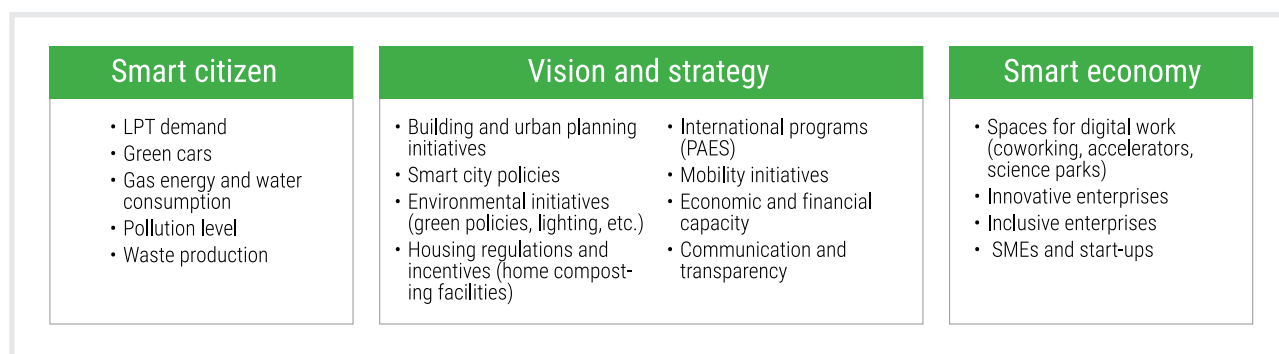 Smart citizen
• LPT demand
• Green cars
• Gas energy and water
consumption
• Pollution level
• Waste production
Vision and strategy
• Building and urban planning
initiatives
• Smart city policies
• Environmental initiatives
(green policies, lighting, etc.)
• Housing regulations and
incentives (home compost-
ing facilities)
• International programs
(PAES)
• Mobility initiatives
• Economic and financial
capacity
• Communication and
transparency
Smart economy
• Spaces for digital work
(coworking, accelerators,
science parks)
• Innovative enterprises
• Inclusive enterprises
• SMEs and start-ups